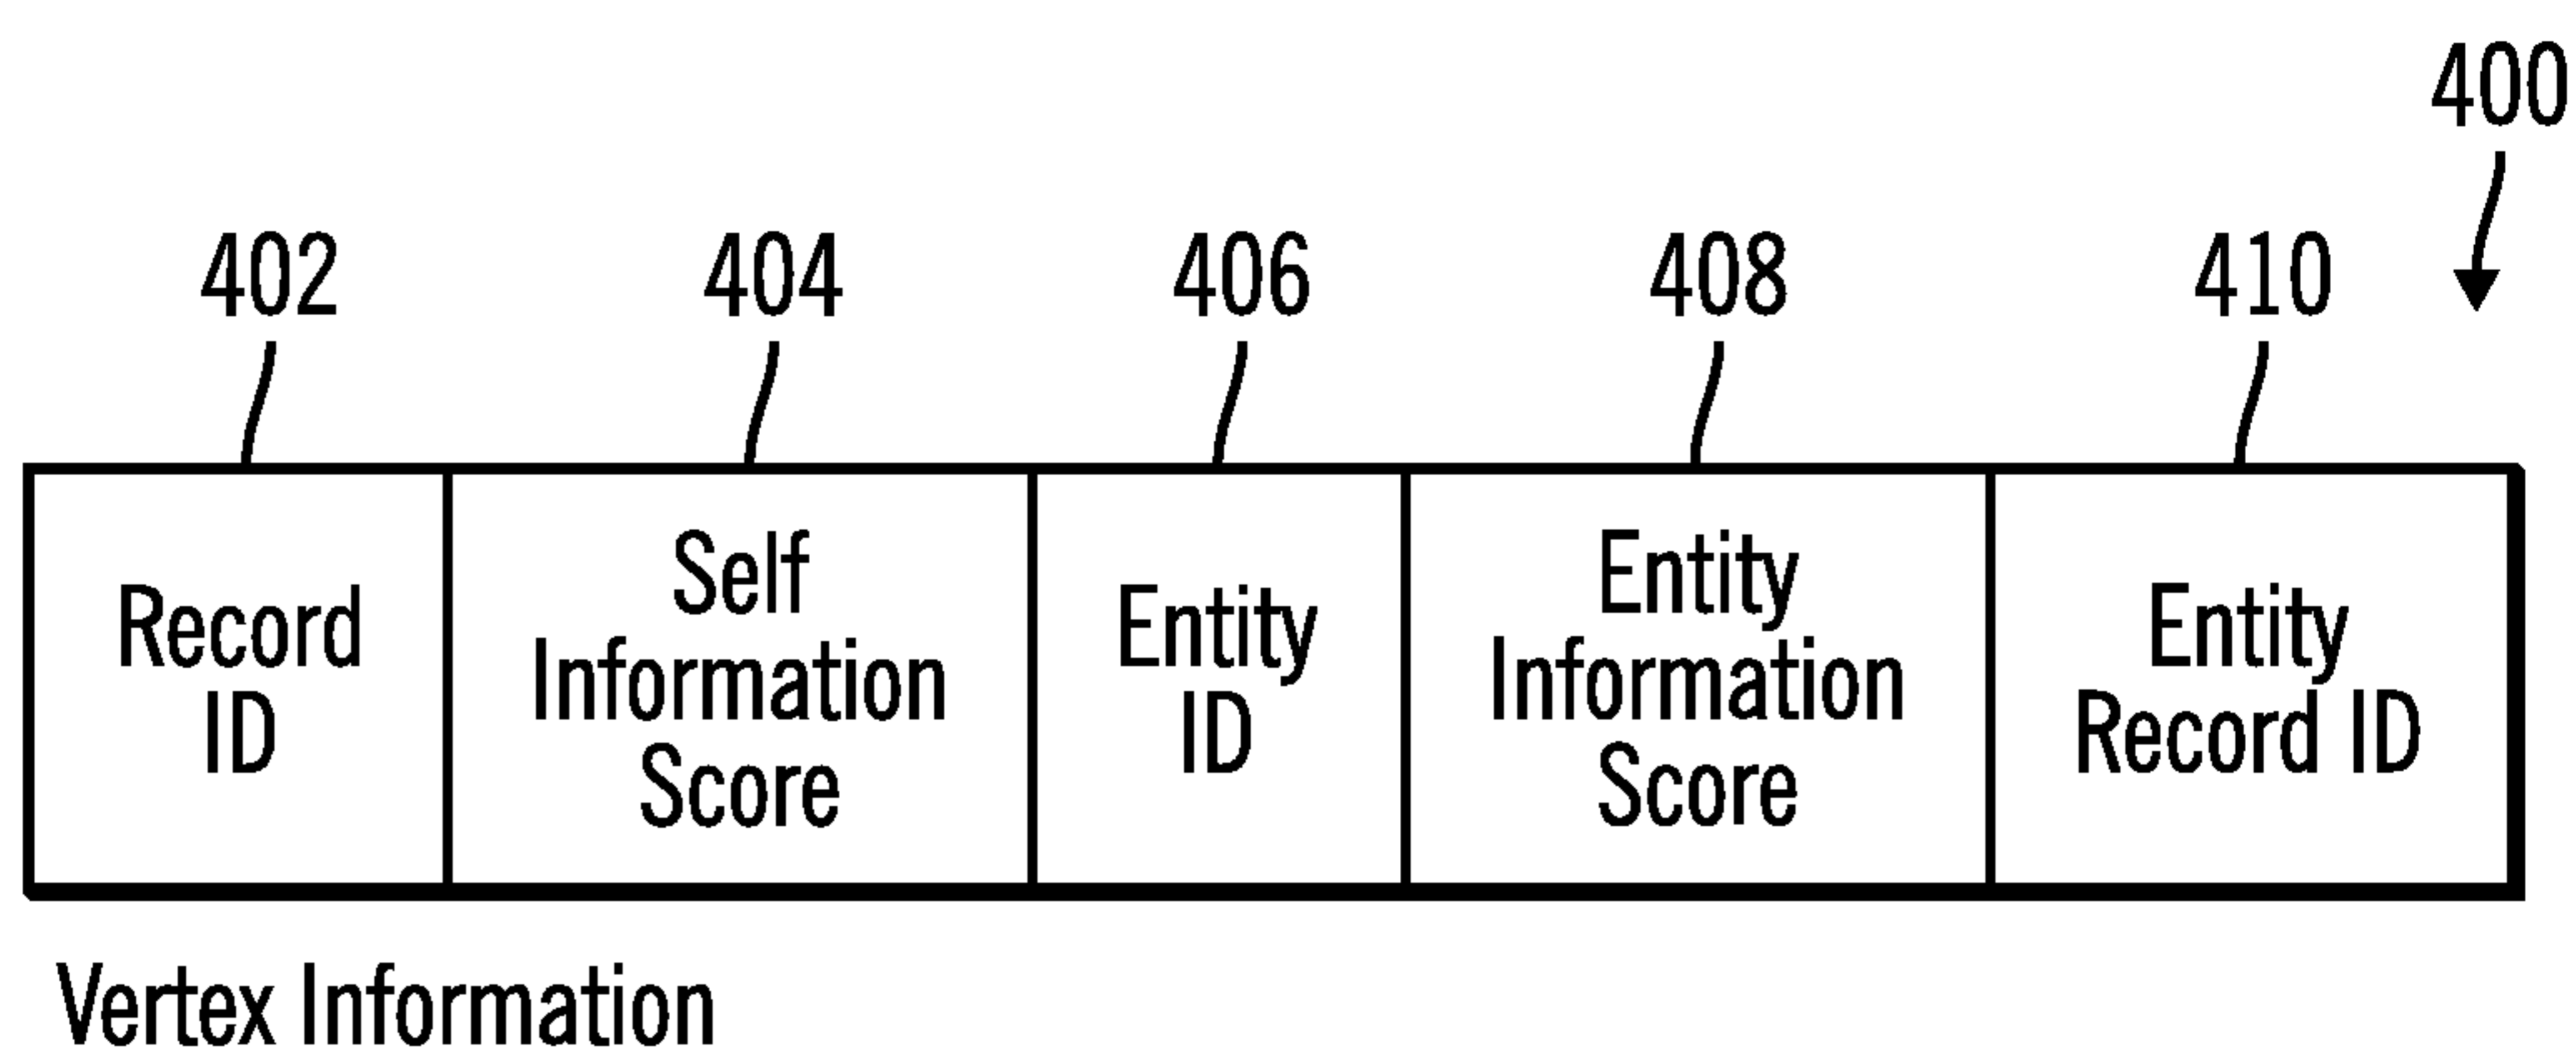 400
402 404 406 408 410
Record
ID
Self
Information
Score
Entity
ID
Entity
Information
Score
Entity
Record ID
Vertex Information